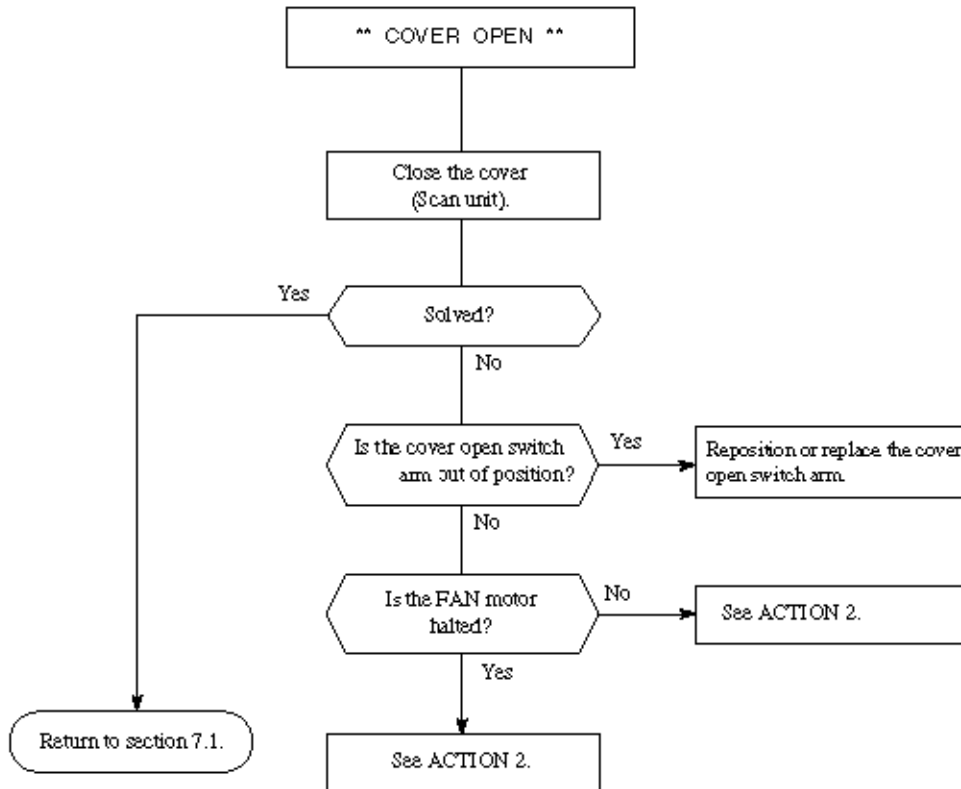 ** COVER OPEN **
Close the cover
(Scan unit).
Yes
Solved?
No
Is the cover open switch
arm out of position?
Yes
Reposition or replace the cover
open switch arm.
No
Is the FAN motor
halted?
No
See ACTION 2.
Yes
Return to section 7.1.
See ACTION 2.